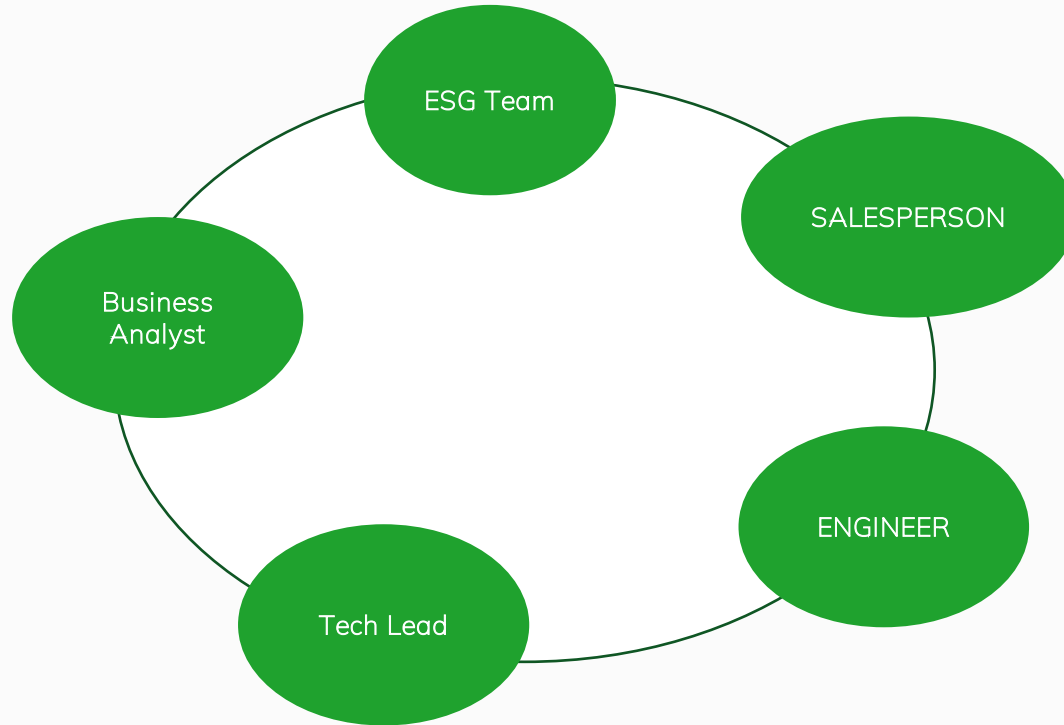 ESG Team
SALESPERSON
Business
Analyst
ENGINEER
Tech Lead